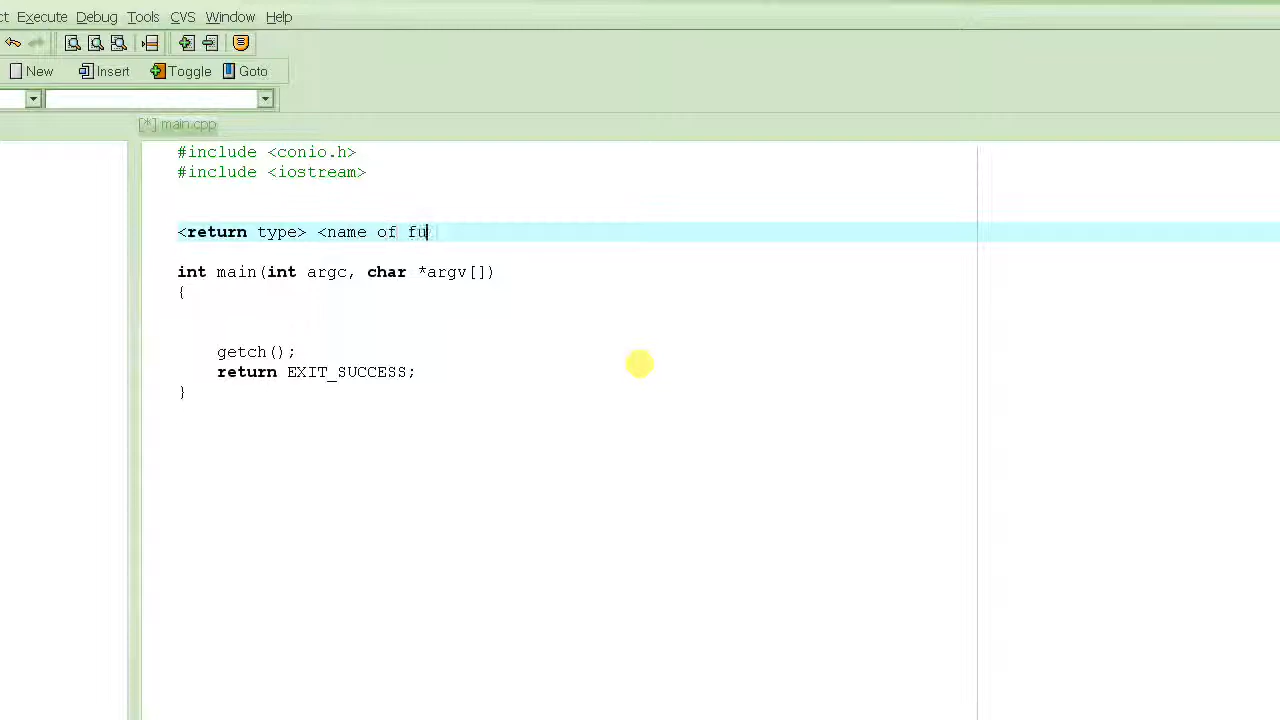 ct Execute Debug Tools CVS Window Help
New Insert Toggle Goto
[*] main.cpp
#include <conio.h>
#include <iostream>
<return type> <name of fu
int main(int argc, char *argv[])
{
getch();
return EXIT_SUCCESS;
}